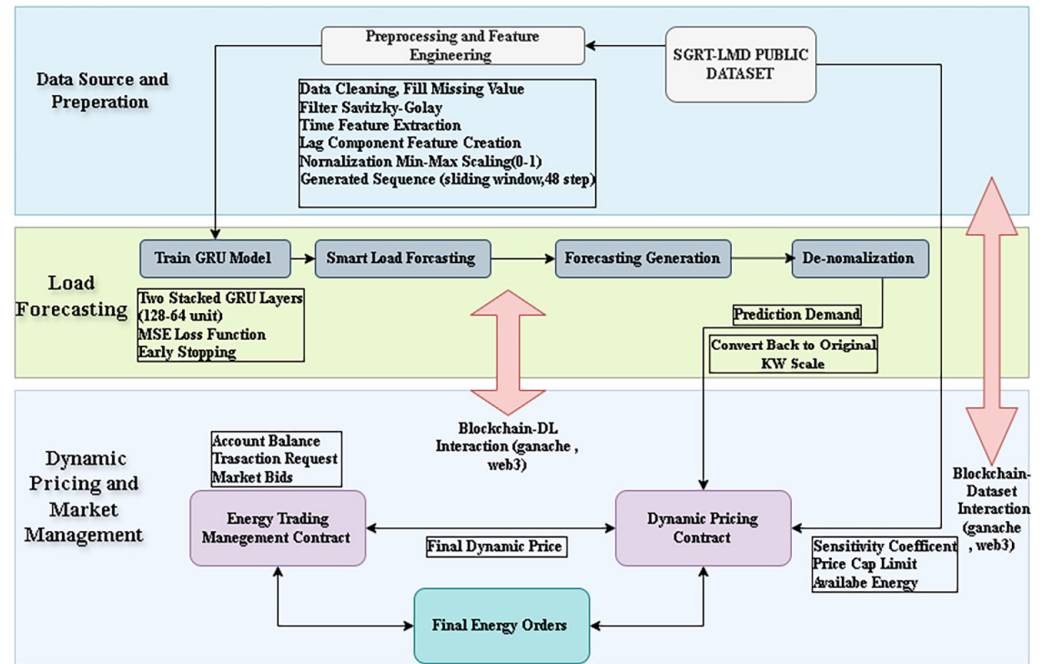 Preprocessing and Feature
Engineering
SGRT-LMD PUBLIC
DATASET
Data Source and
Preperation
Data Cleaning, Fill Missing Value
Filter Savitzky-Golay
Time Feature Extraction
Lag Component Feature Creation
Nornalization Min-Max Scaling(0-1)
Generated Sequence (sliding window,48 step)
Load
Forecasting
Train GRU Model
Smart Load Forcasting
Forecasting Generation
De-nomalization
Two Stacked GRU Layers
(128-64 unit)
MSE Loss Function
Early Stopping
Prediction Demand
Convert Back to Original
KW Scale
Dynamic
Pricing and
Market
Management
Account Balance
Trasaction Request
Market Bids
Blockchain-DL
Interaction (ganache ,
web3)
Blockchain-
Dataset
Interaction
(ganache
, web3)
Energy Trading
Management Contract
Final Dynamic Price
Dynamic Pricing
Contract
Sensitivity Coefficent
Price Cap Limit
Availabe Energy
Final Energy Orders